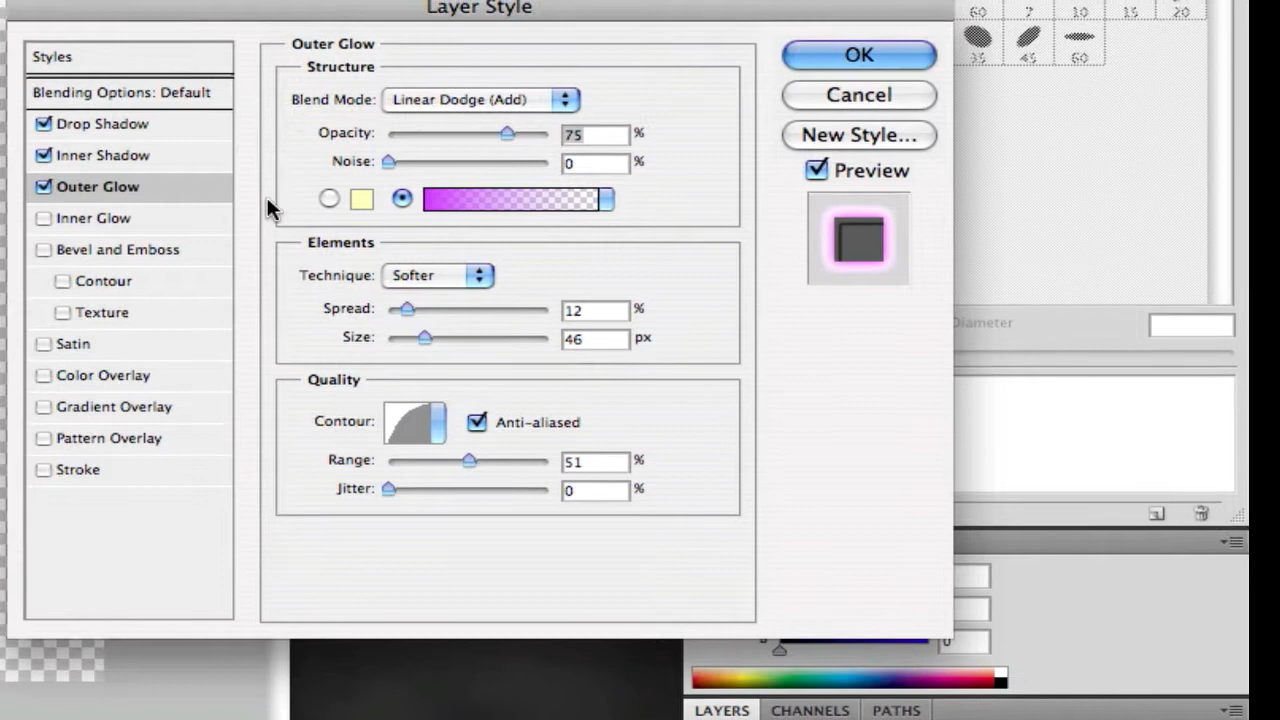 Layer Style
Styles
Blending Options: Default
Drop Shadow
Inner Shadow
Outer Glow
Inner Glow
Bevel and Emboss
Contour
Texture
Satin
Color Overlay
Gradient Overlay
Pattern Overlay
Stroke
Outer Glow
Structure
Blend Mode: Linear Dodge (Add)
Opacity: 75 %
Noise: 0 %
Elements
Technique: Softer
Spread: 12 %
Size: 46 px
Quality
Contour: Anti-aliased
Range: 51 %
Jitter: 0 %
OK
Cancel
New Style...
Preview
60 7 10 15 20
35 45 60
Diameter
0
LAYERS CHANNELS PATHS